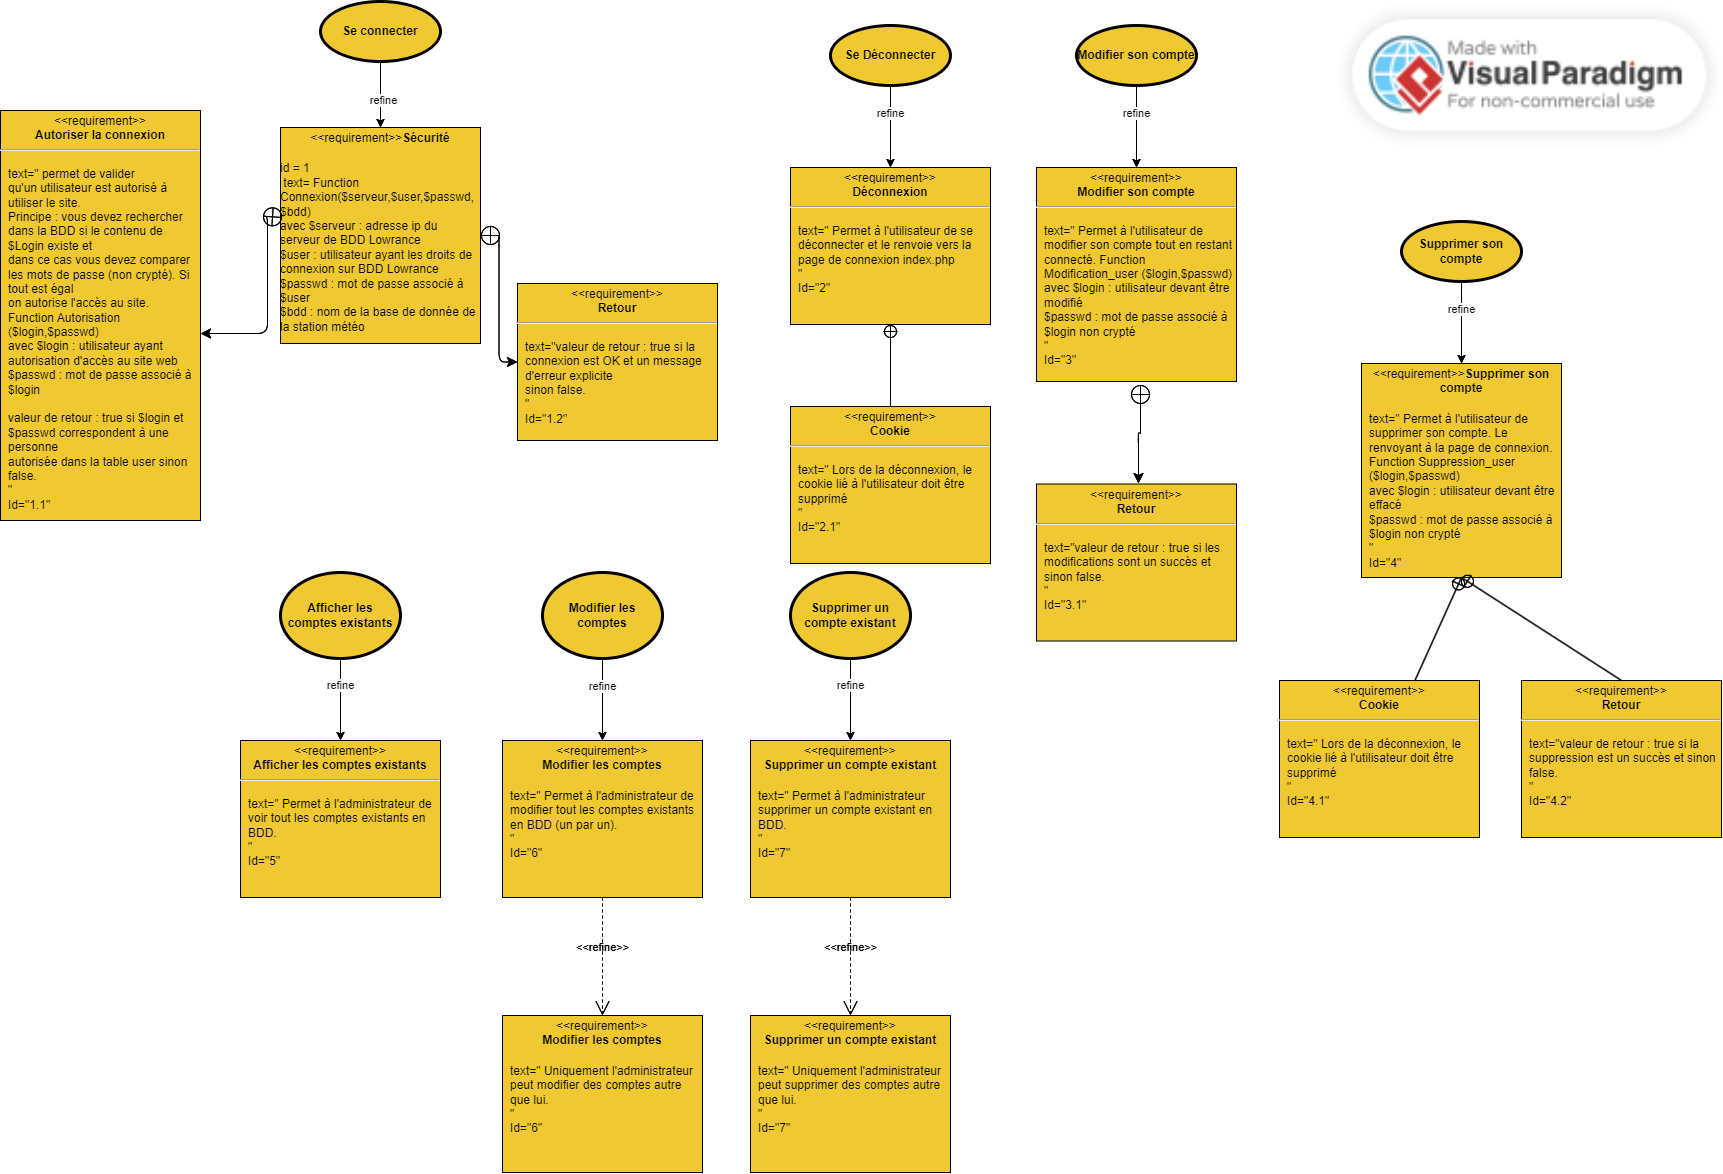 Se connecter
refine
<<requirement>>
Autoriser la connexion
text=" permet de valider
qu'un utilisateur est autorisé à
utiliser le site.
Principe : vous devez rechercher
dans la BDD si le contenu de
$Login existe et
dans ce cas vous devez comparer
les mots de passe (non crypté). Si
tout est égal
on autorise l'accès au site.
Function Autorisation
($login,$passwd)
avec $login : utilisateur ayant
autorisation d'accès au site web
$passwd : mot de passe associé à
$login
valeur de retour : true si $login et
$passwd correspondent à une
personne
autorisée dans la table user sinon
false.
"
Id="1.1"
<<requirement>> Sécurité
id = 1
text= Function
Connexion($serveur,$user,$passwd,
$bdd)
avec $serveur : adresse ip du
serveur de BDD Lowrance
$user : utilisateur ayant les droits de
connexion sur BDD Lowrance
$passwd : mot de passe associé à
$user
$bdd : nom de la base de donnée de
la station météo
<<requirement>>
Retour
text="valeur de retour : true si la
connexion est OK et un message
d'erreur explicite
sinon false.
"
Id="1.2"
Se Déconnecter
refine
<<requirement>>
Déconnexion
text=" Permet à l'utilisateur de se
déconnecter et le renvoie vers la
page de connexion index.php
"
Id="2"
<<requirement>>
Cookie
text=" Lors de la déconnexion, le
cookie lié à l'utilisateur doit être
supprimé
"
Id="2.1"
Modifier son compte
refine
<<requirement>>
Modifier son compte
text=" Permet à l'utilisateur de
modifier son compte tout en restant
connecté. Function
Modification_user ($login,$passwd)
avec $login : utilisateur devant être
modifié
$passwd : mot de passe associé à
$login non crypté
"
Id="3"
<<requirement>>
Retour
text="valeur de retour : true si les
modifications sont un succès et
sinon false.
"
Id="3.1"
Made with
Visual Paradigm
For non-commercial use
Supprimer son
compte
refine
<<requirement>> Supprimer son
compte
text=" Permet à l'utilisateur de
supprimer son compte. Le
renvoyant à la page de connexion.
Function Suppression_user
($login,$passwd)
avec $login : utilisateur devant être
effacé
$passwd : mot de passe associé à
$login non crypté
"
Id="4"
<<requirement>>
Cookie
text=" Lors de la déconnexion, le
cookie lié à l'utilisateur doit être
supprimé
"
Id="4.1"
<<requirement>>
Retour
text="valeur de retour : true si la
suppression est un succès et sinon
false.
"
Id="4.2"
Afficher les
comptes existants
refine
<<requirement>>
Afficher les comptes existants
text=" Permet à l'administrateur de
voir tout les comptes existants en
BDD.
"
Id="5"
Modifier les
comptes
refine
<<requirement>>
Modifier les comptes
text=" Permet à l'administrateur de
modifier tout les comptes existants
en BDD (un par un).
"
Id="6"
<<refine>>
<<requirement>>
Modifier les comptes
text=" Uniquement l'administrateur
peut modifier des comptes autre
que lui.
"
Id="6"
Supprimer un
compte existant
refine
<<requirement>>
Supprimer un compte existant
text=" Permet à l'administrateur
supprimer un compte existant en
BDD.
"
Id="7"
<<refine>>
<<requirement>>
Supprimer un compte existant
text=" Uniquement l'administrateur
peut supprimer des comptes autre
que lui.
"
Id="7"